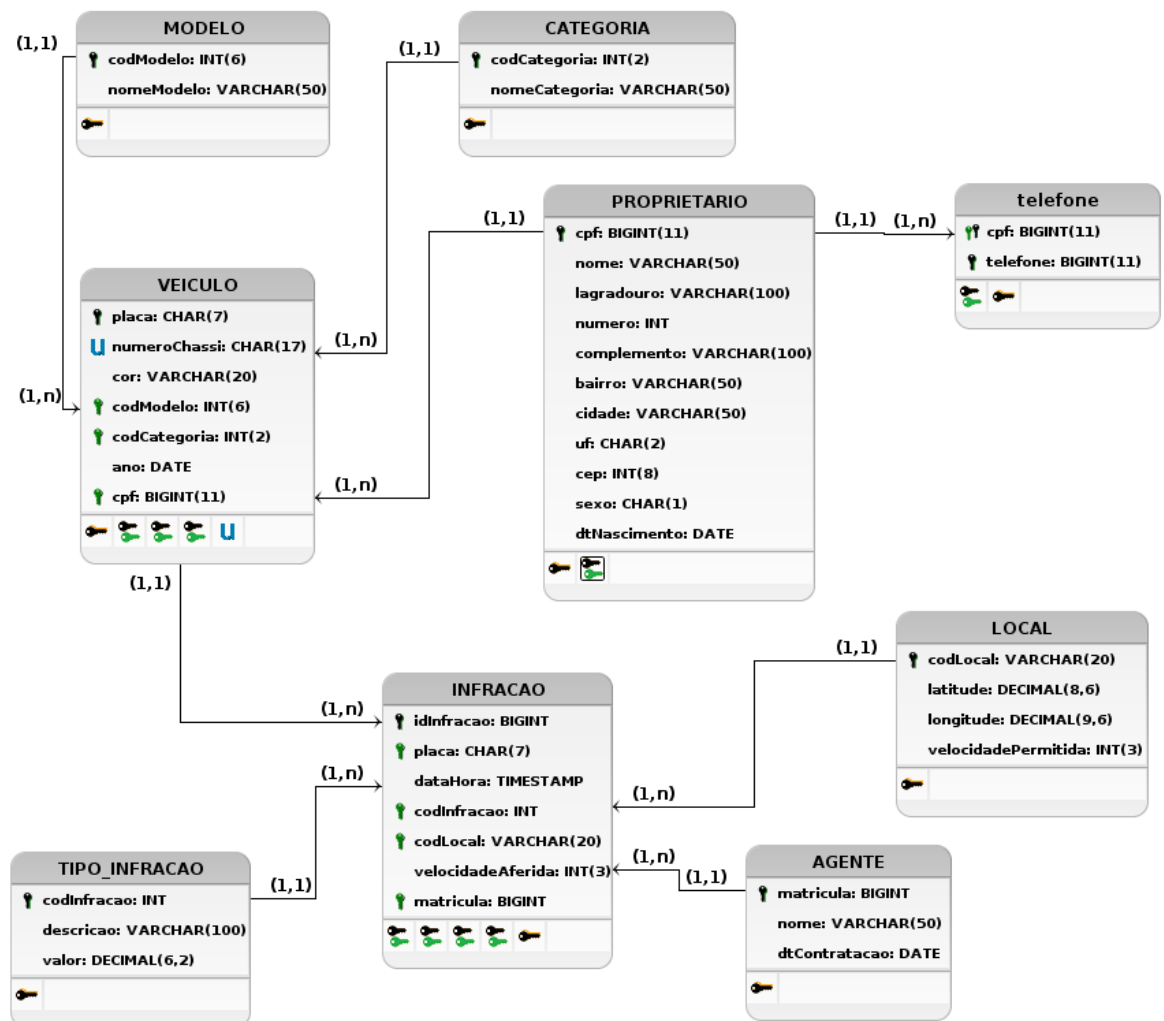 MODELO
codModelo: INT(6)
nomeModelo: VARCHAR(50)
(1,1)
CATEGORIA
codCategoria: INT(2)
nomeCategoria: VARCHAR(50)
(1,1)
PROPRIETARIO
cpf: BIGINT(11)
nome: VARCHAR(50)
lagradouro: VARCHAR(100)
numero: INT
complemento: VARCHAR(100)
bairro: VARCHAR(50)
cidade: VARCHAR(50)
uf: CHAR(2)
cep: INT(8)
sexo: CHAR(1)
dtNascimento: DATE
(1,1)
(1,1)
(1,n)
telefone
cpf: BIGINT(11)
telefone: BIGINT(11)
VEICULO
placa: CHAR(7)
u numeroChassi: CHAR(17)
cor: VARCHAR(20)
codModelo: INT(6)
codCategoria: INT(2)
ano: DATE
cpf: BIGINT(11)
u
(1,n)
(1,n)
(1,n)
(1,1)
LOCAL
codLocal: VARCHAR(20)
latitude: DECIMAL(8,6)
longitude: DECIMAL(9,6)
velocidadePermitida: INT(3)
(1,1)
INFRACAO
idInfracao: BIGINT
placa: CHAR(7)
dataHora: TIMESTAMP
codInfracao: INT
codLocal: VARCHAR(20)
velocidadeAferida: INT(3)
matricula: BIGINT
(1,n)
(1,n)
(1,n)
(1,n)
TIPO_INFRACAO
codInfracao: INT
descricao: VARCHAR(100)
valor: DECIMAL(6,2)
(1,1)
AGENTE
matricula: BIGINT
nome: VARCHAR(50)
dtContratacao: DATE
(1,1)